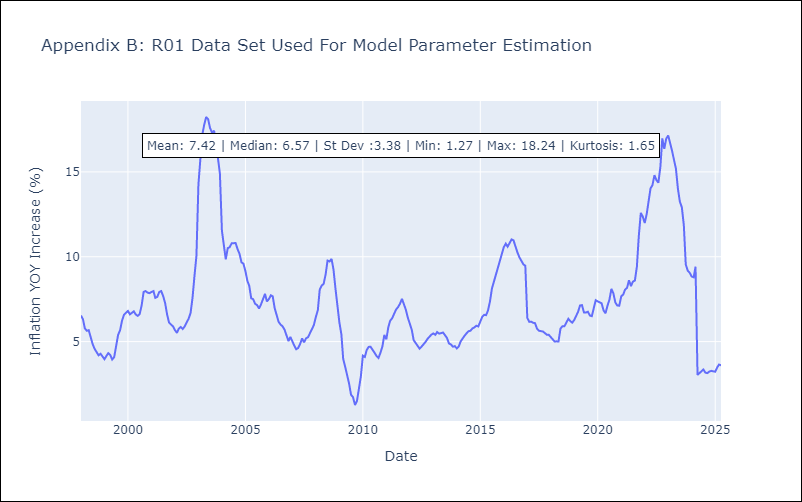 Appendix B: R01 Data Set Used For Model Parameter Estimation
Mean: 7.42 | Median: 6.57 | St Dev :3.38 | Min: 1.27 | Max: 18.24 | Kurtosis: 1.65
Inflation YOY Increase (%)
15
10
5
2000 2005 2010 2015 2020 2025
Date